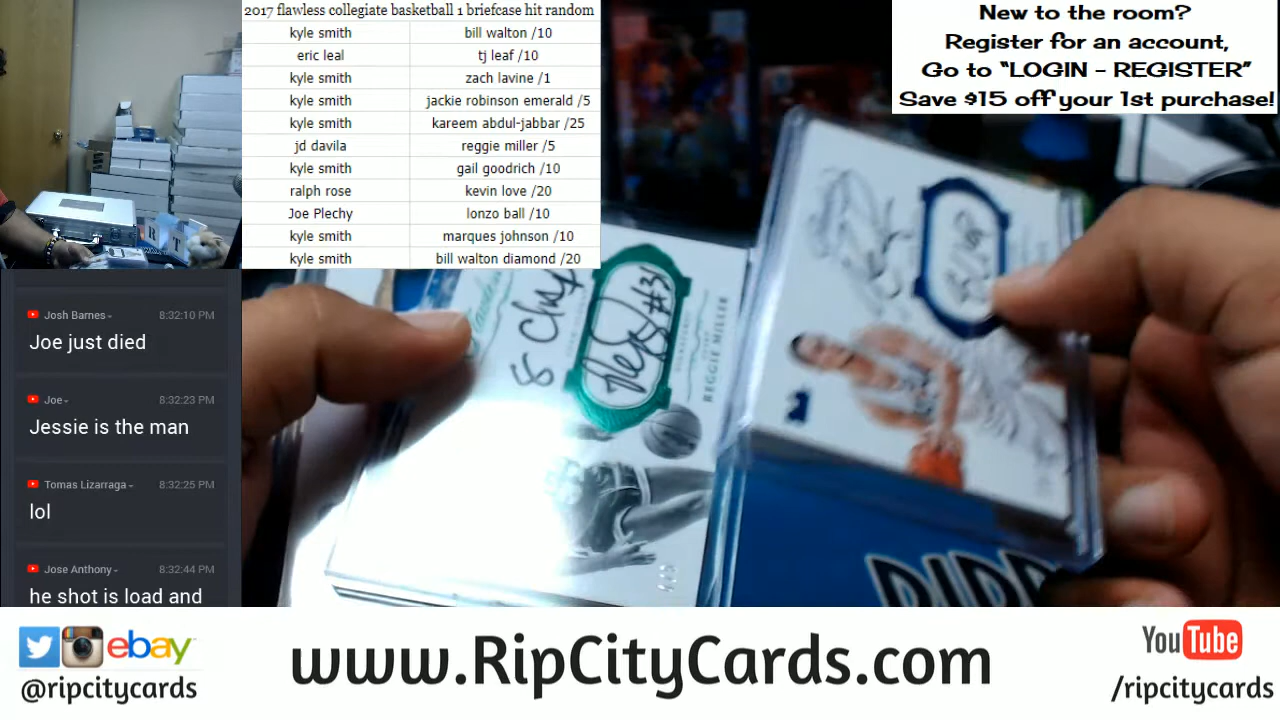 2017 flawless collegiate basketball 1 briefcase hit random
kyle smith bill walton /10
eric leal tj leaf /10
kyle smith zach lavine /1
kyle smith jackie robinson emerald /5
kyle smith kareem abdul-jabbar /25
jd davila reggie miller /5
kyle smith gail goodrich /10
ralph rose kevin love /20
Joe Plechy lonzo ball /10
kyle smith marques johnson /10
kyle smith bill walton diamond /20
New to the room?
Register for an account,
Go to “LOGIN - REGISTER”
Save $15 off your 1st purchase!
Josh Barnes 8:32:10 PM
Joe just died
Joe 8:32:23 PM
Jessie is the man
Tomas Lizarraga 8:32:25 PM
lol
Jose Anthony 8:32:44 PM
he shot is load and
REGGIE MILLER
#31
R T
ebay
@ripcitycards
www.RipCityCards.com
You Tube
/ripcitycards